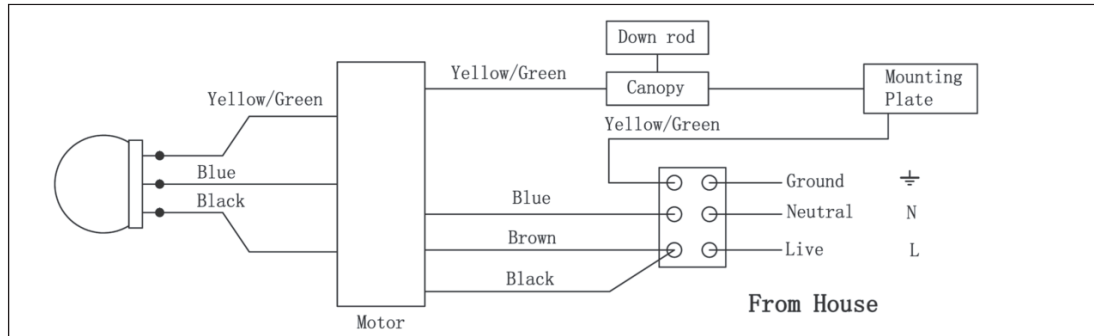 Down rod
Yellow/Green
Canopy
Mounting
Plate
Yellow/Green
Yellow/Green
Blue
Ground
Black
Blue
Neutral N
Brown
Live L
Black
From House
Motor